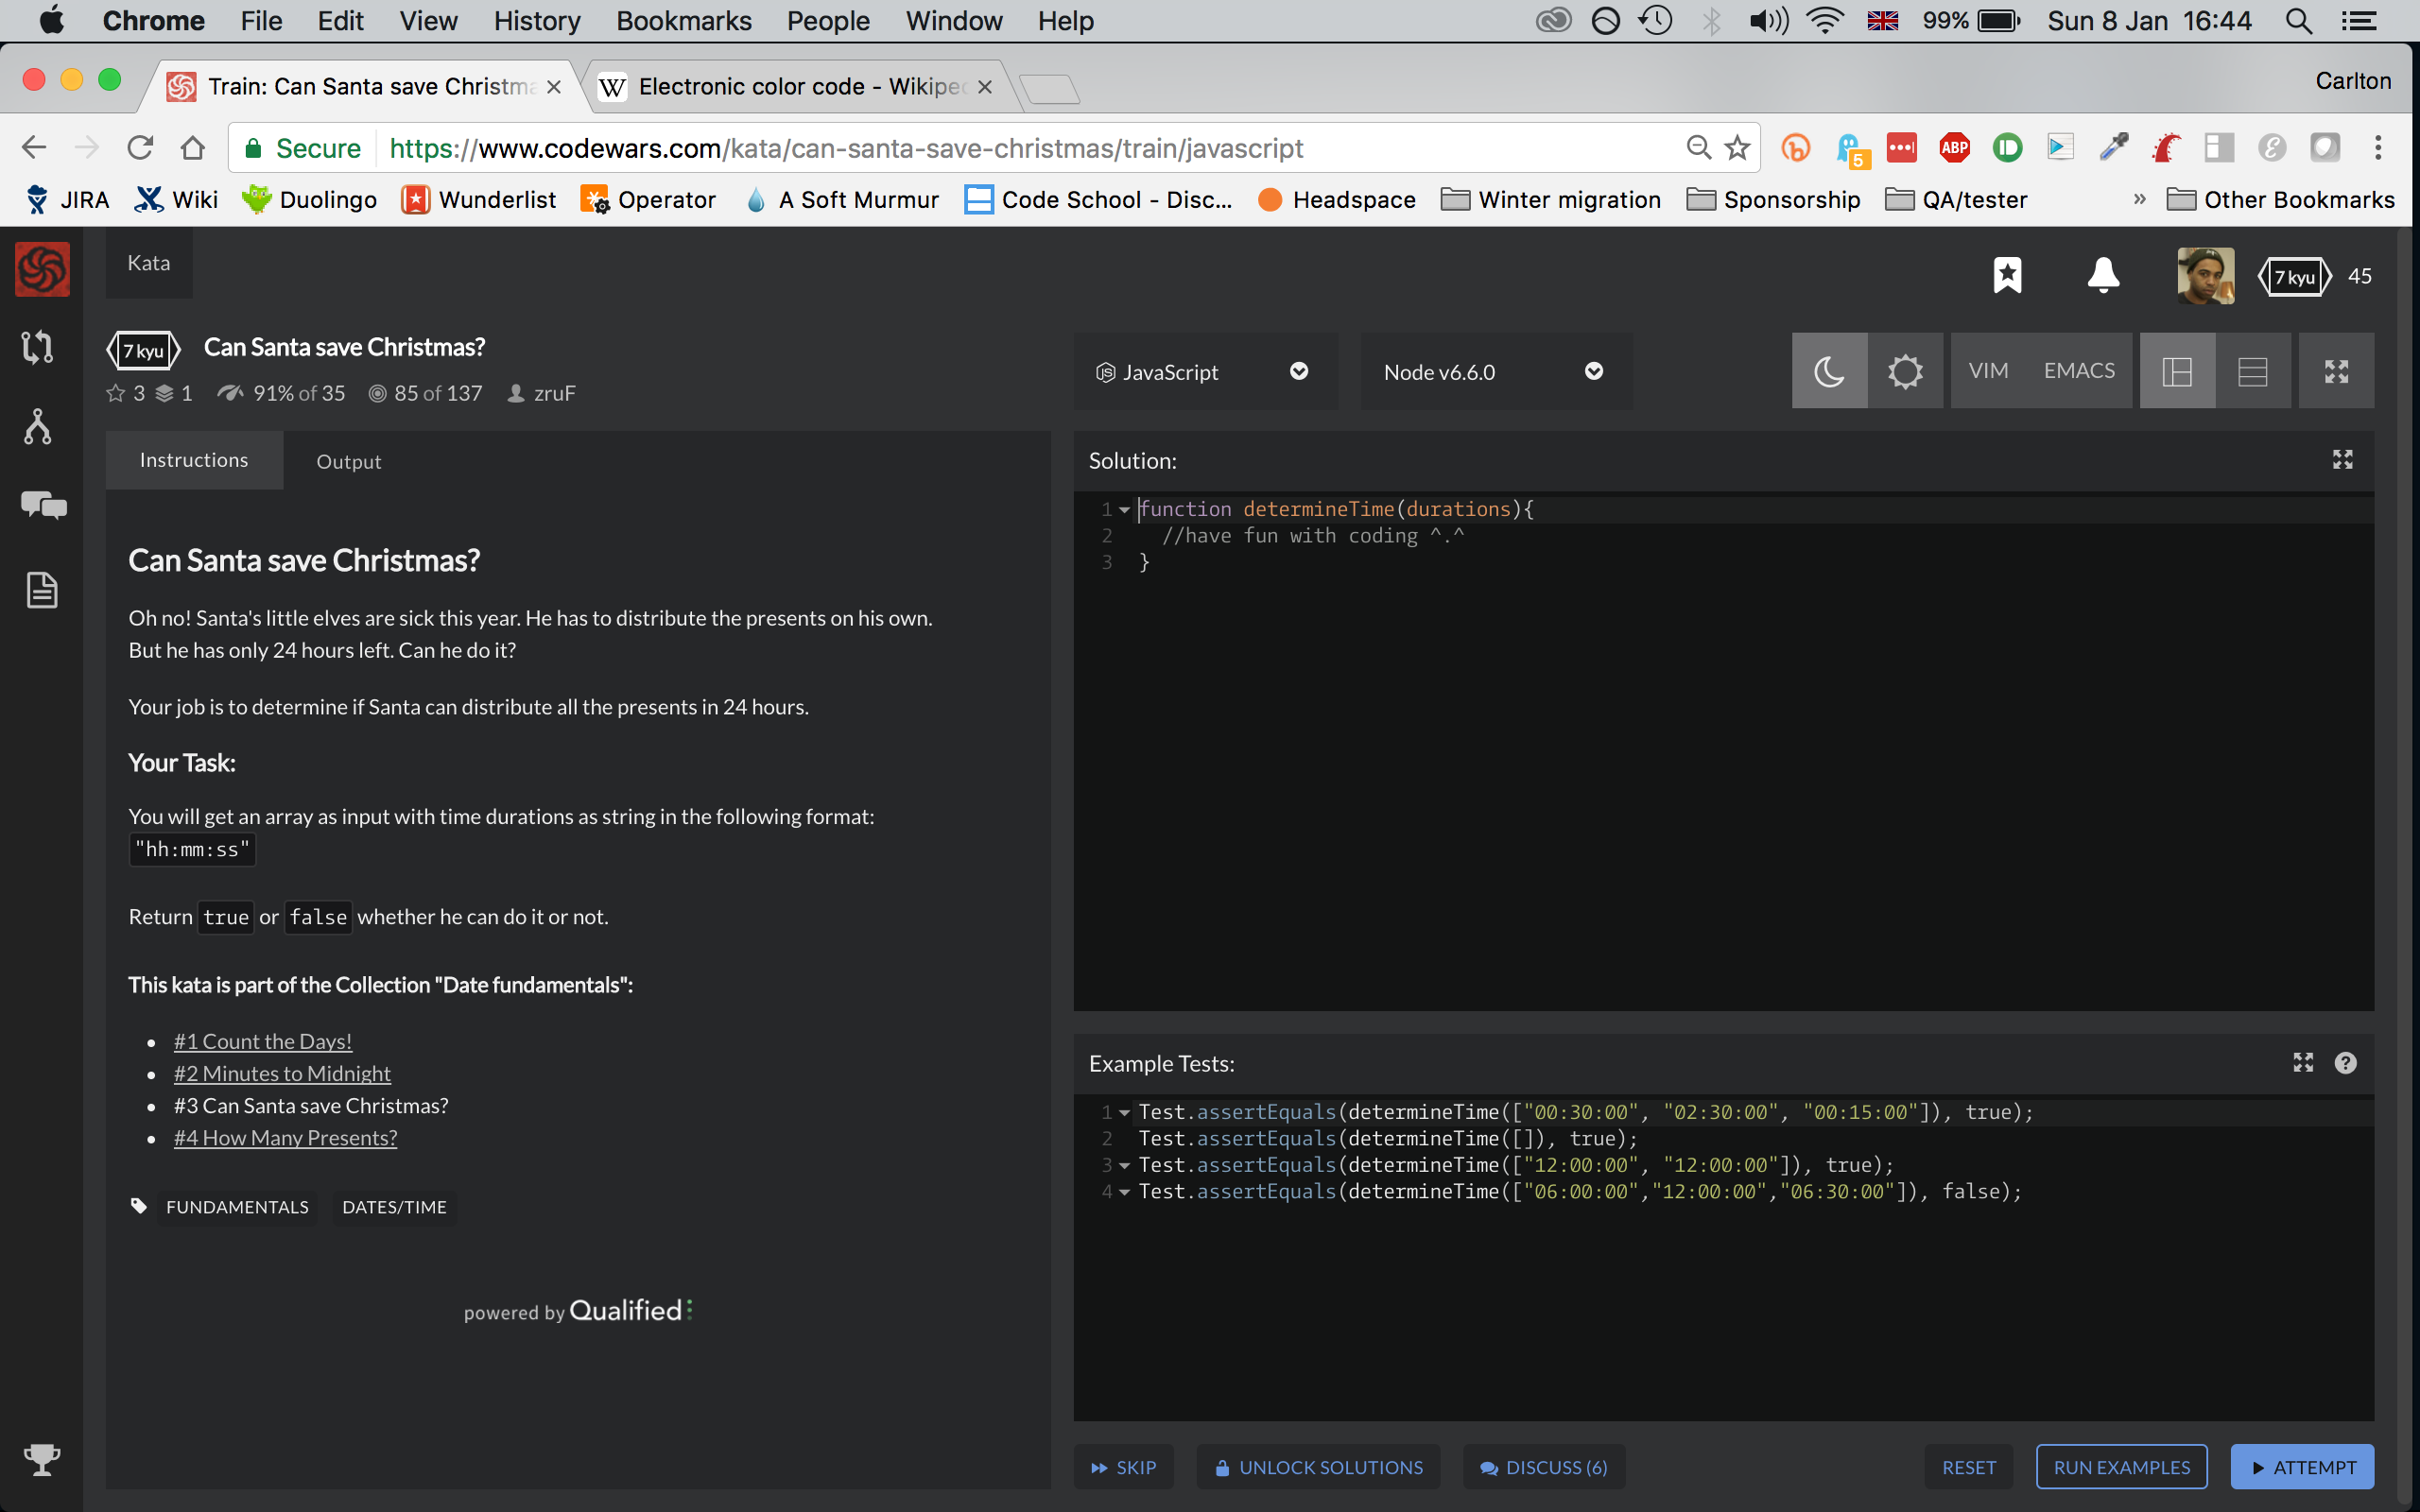 Chrome File Edit View History Bookmarks People Window Help 99% Sun 8 Jan 16:44
Train: Can Santa save Christma
W Electronic color code - Wikipe
Carlton
Secure https://www.codewars.com/kata/can-santa-save-christmas/train/javascript 5 ABP
JIRA Wiki Duolingo Wunderlist Operator A Soft Murmur Code School - Disc... Headspace Winter migration Sponsorship QA/tester » Other Bookmarks
Kata
7 kyu 45
7 kyu Can Santa save Christmas?
3 1 91% of 35 85 of 137 zruF
JavaScript
Node v6.6.0
VIM EMACS
Instructions Output
Can Santa save Christmas?
Oh no! Santa's little elves are sick this year. He has to distribute the presents on his own.
But he has only 24 hours left. Can he do it?
Your job is to determine if Santa can distribute all the presents in 24 hours.
Your Task:
You will get an array as input with time durations as string in the following format:
"hh:mm:ss"
Return true or false whether he can do it or not.
This kata is part of the Collection "Date fundamentals":
#1 Count the Days!
#2 Minutes to Midnight
#3 Can Santa save Christmas?
#4 How Many Presents?
FUNDAMENTALS DATES/TIME
powered by Qualified
Solution:
1 function determineTime(durations){
2 //have fun with coding ^.^
3 }
Example Tests:
1 Test.assertEquals(determineTime(["00:30:00", "02:30:00", "00:15:00"]), true);
2 Test.assertEquals(determineTime([]), true);
3 Test.assertEquals(determineTime(["12:00:00", "12:00:00"]), true);
4 Test.assertEquals(determineTime(["06:00:00","12:00:00","06:30:00"]), false);
SKIP UNLOCK SOLUTIONS DISCUSS (6) RESET RUN EXAMPLES ATTEMPT